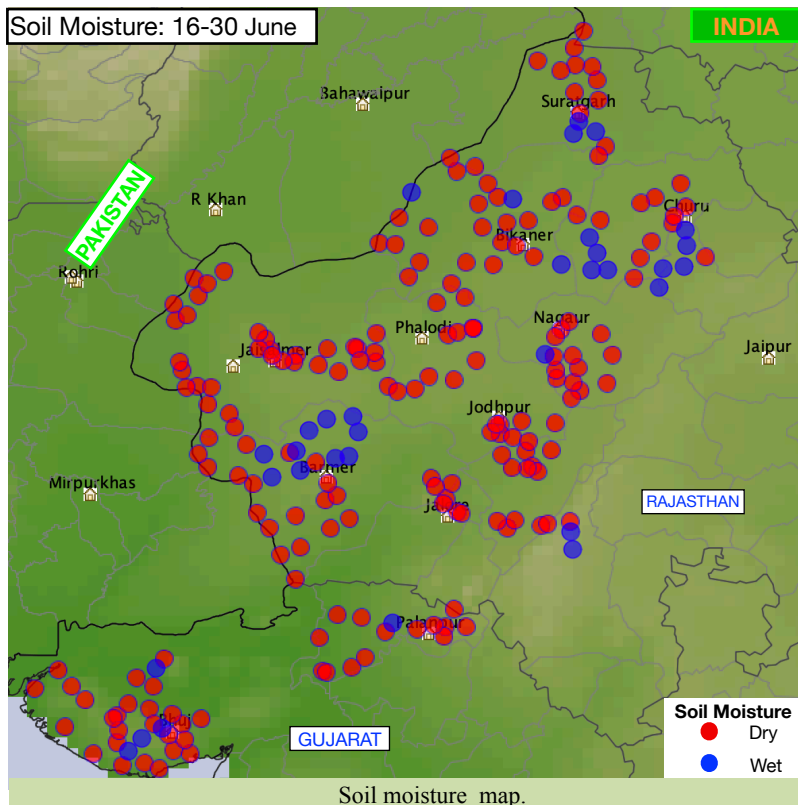 Soil Moisture: 16-30 June
INDIA
Bahawaipur
Suratgarh
PAKISTAN
R Khan
Churu
Bikaner
Rohri
Phalodi
Nagaur
Jaisalmer
Jaipur
Jodhpur
Barmer
Mirpurkhas
RAJASTHAN
Jalore
Palanpur
Bhuj
GUJARAT
Soil Moisture
Dry
Wet
Soil moisture map.